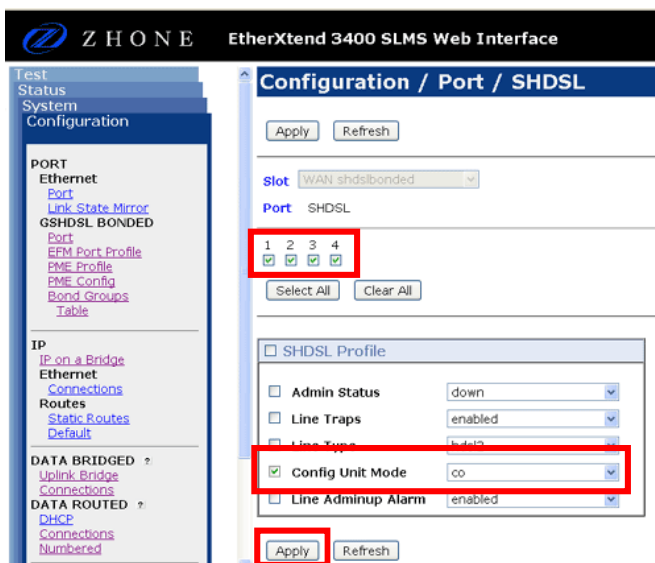 ZHONE EtherXtend 3400 SLMS Web Interface
Test
Status
System
Configuration
PORT
Ethernet
Port
Link State Mirror
GSHDSL BONDED
Port
EFM Port Profile
PME Profile
PME Config
Bond Groups
Table
IP
IP on a Bridge
Ethernet
Connections
Routes
Static Routes
Default
DATA BRIDGED ?
Uplink Bridge
Connections
DATA ROUTED ?
DHCP
Connections
Numbered
Configuration / Port / SHDSL
Apply Refresh
Slot WAN shdslbonded
Port SHDSL
1 2 3 4
Select All Clear All
SHDSL Profile
Admin Status down
Line Traps enabled
Line Type hdsl2
Config Unit Mode co
Line Adminup Alarm enabled
Apply Refresh